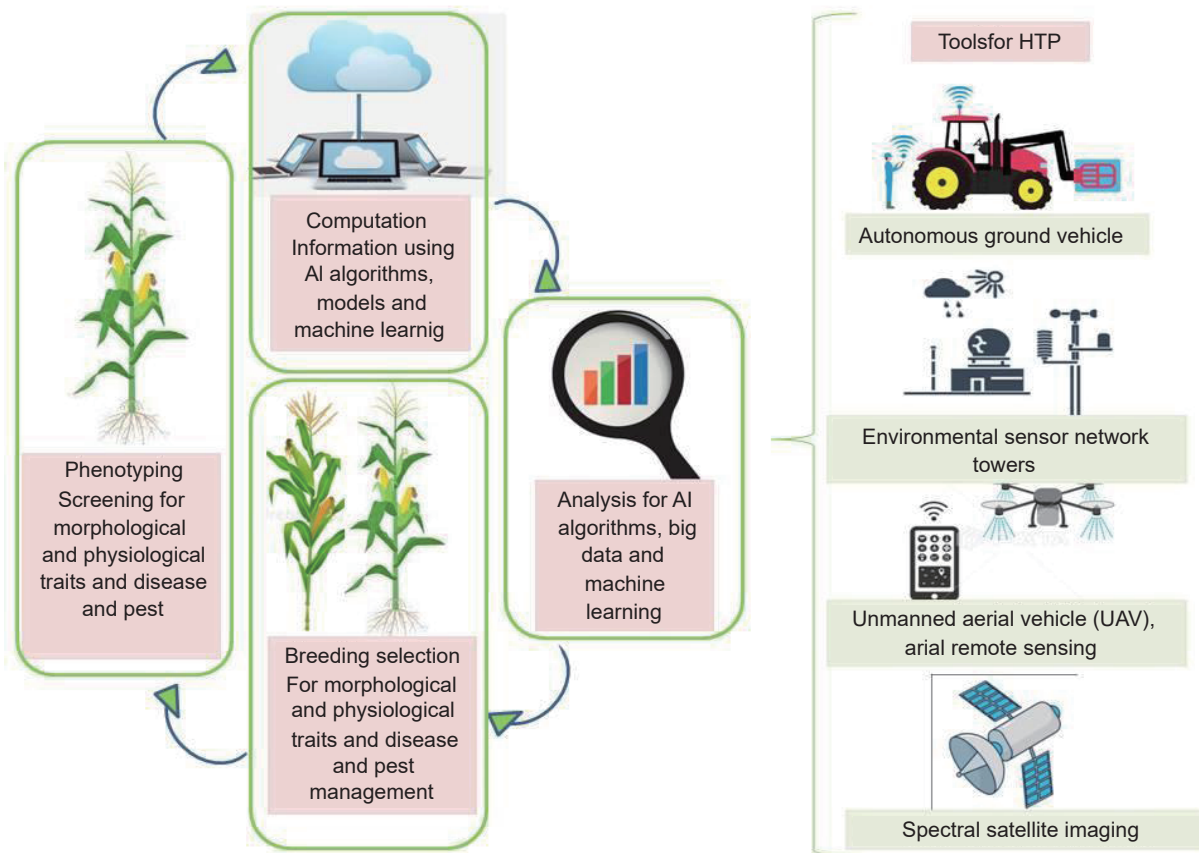 Phenotyping
Screening for
morphological
and physiological
traits and disease
and pest
Computation
Information using
AI algorithms,
models and
machine learnig
Analysis for AI
algorithms, big
data and
machine
learning
Breeding selection
For morphological
and physiological
traits and disease
and pest
management
Toolsfor HTP
Autonomous ground vehicle
Environmental sensor network
towers
Unmanned aerial vehicle (UAV),
arial remote sensing
Spectral satellite imaging